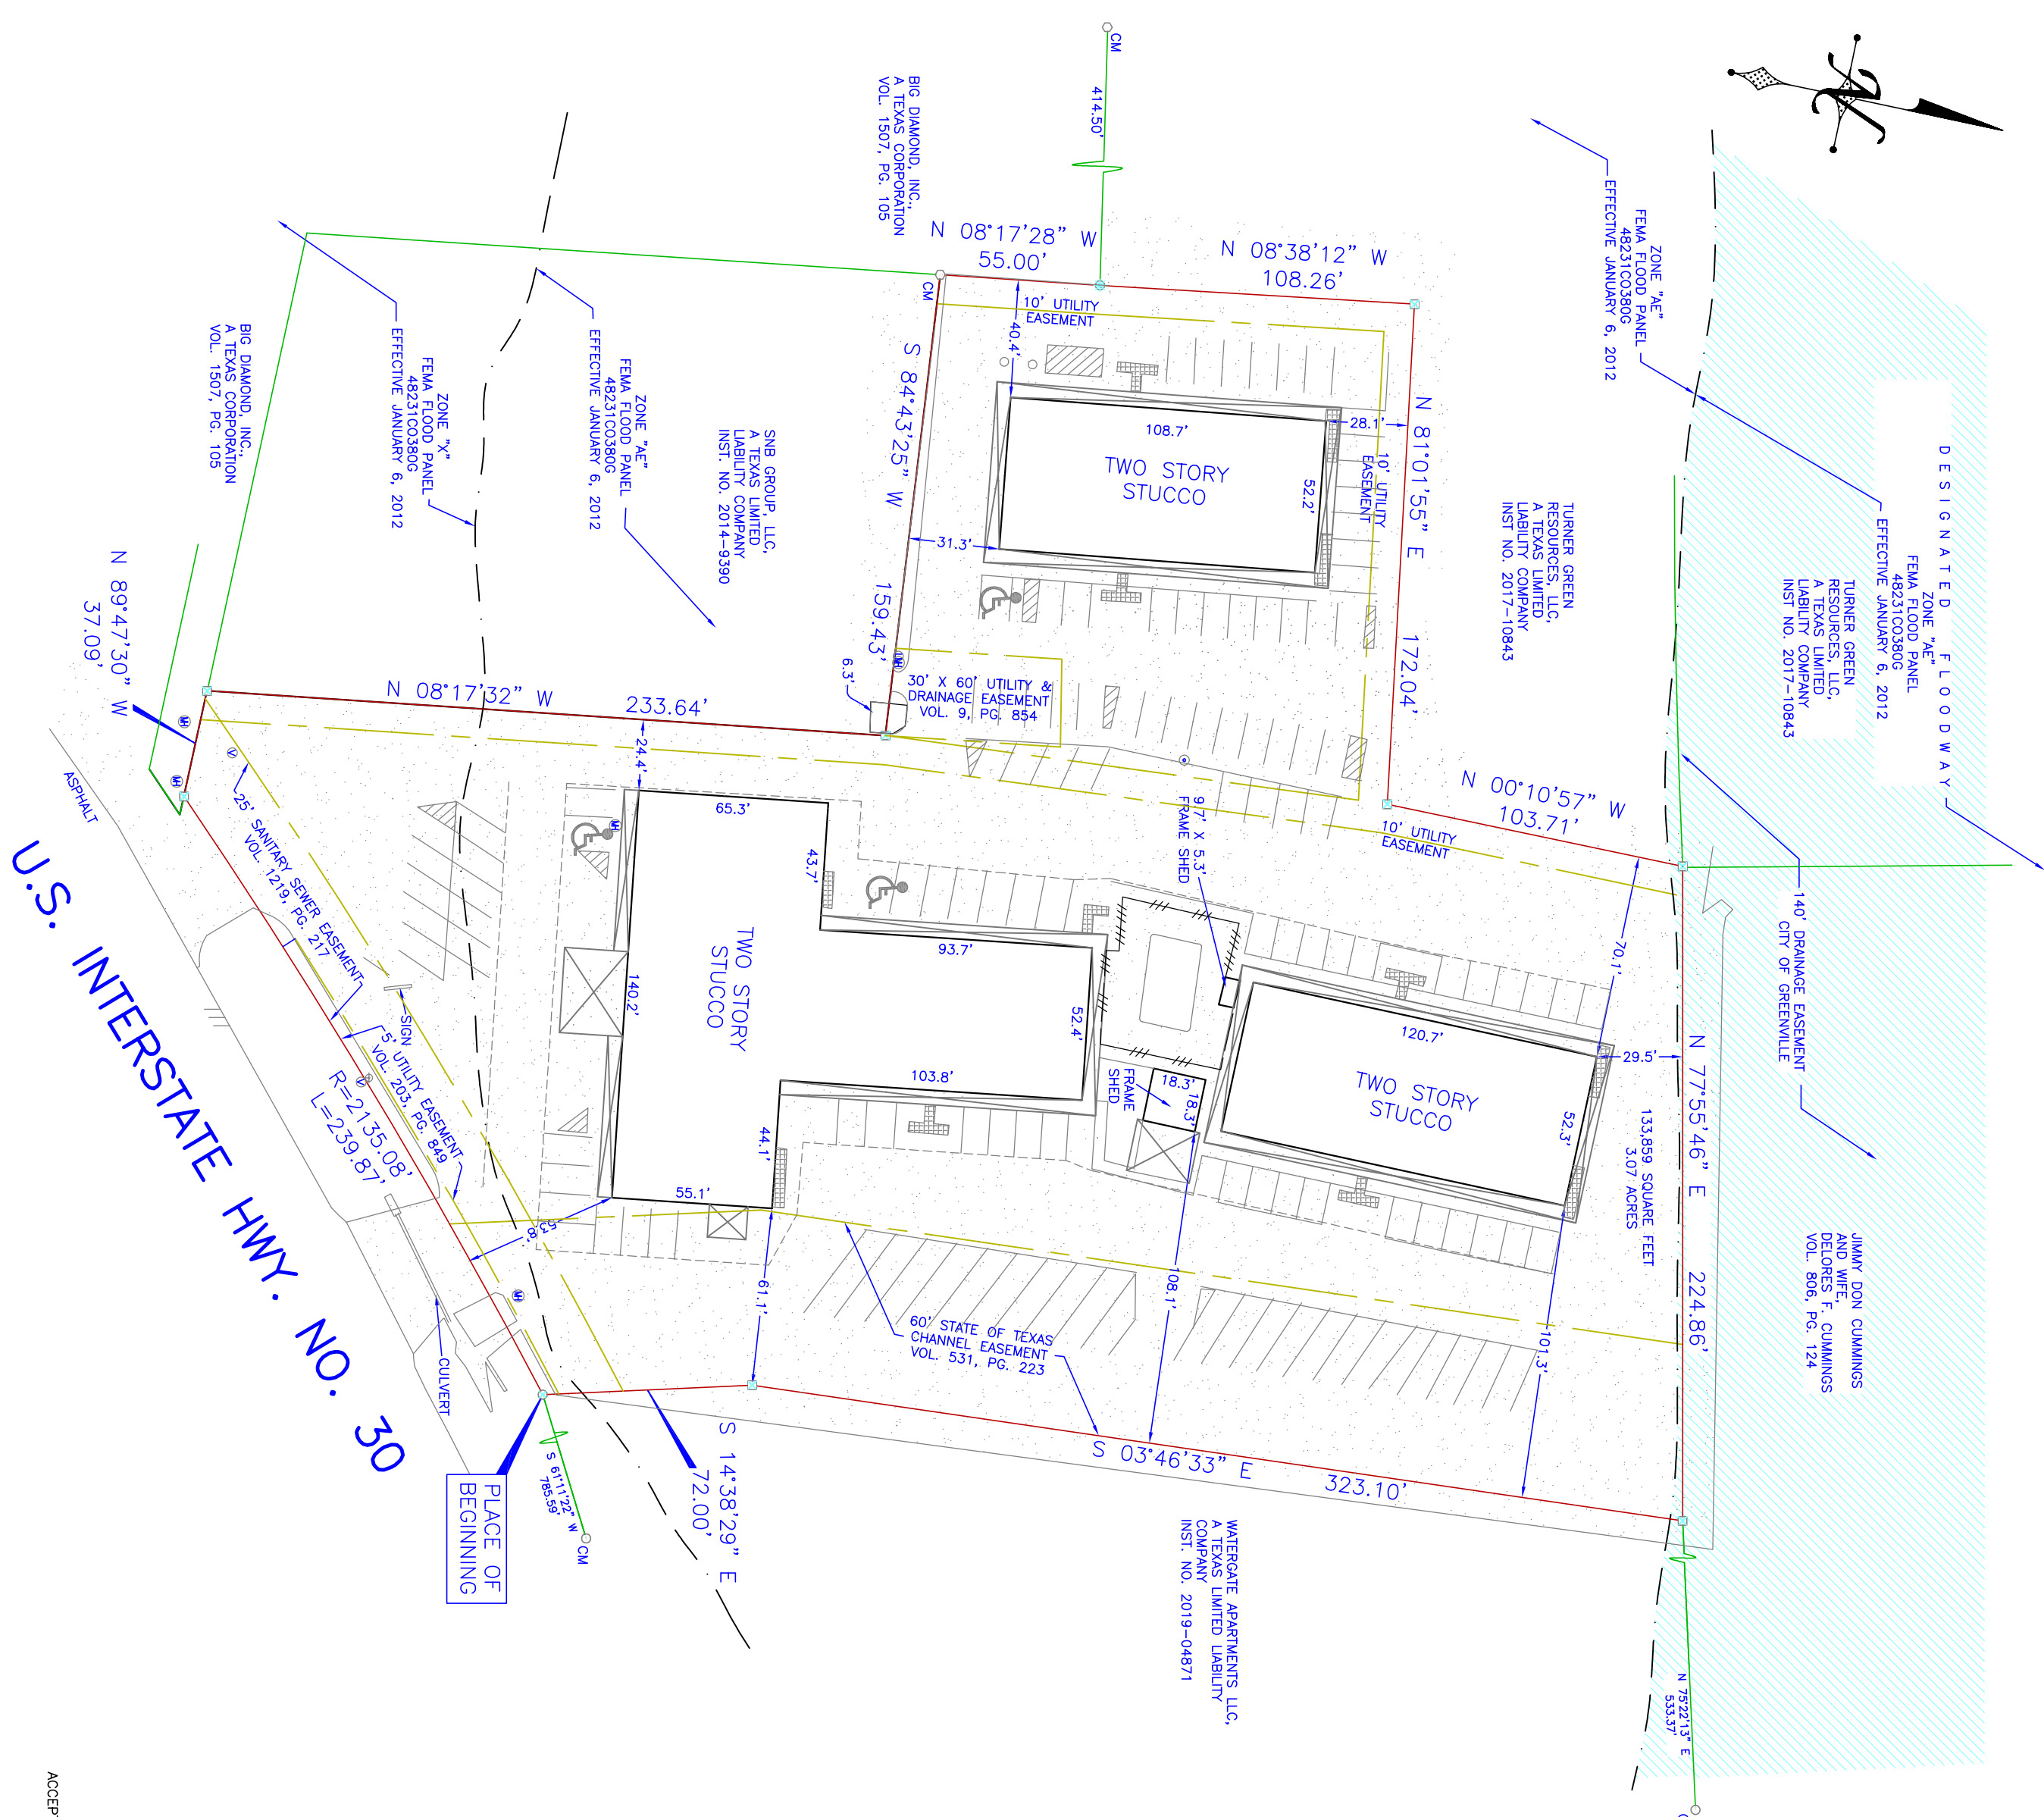 N
DESIGNATED FLOODWAY
ZONE "AE"
FEMA FLOOD PANEL
48231C0380G
EFFECTIVE JANUARY 6, 2012
ZONE "AE"
FEMA FLOOD PANEL
48231C0380G
EFFECTIVE JANUARY 6, 2012
TURNER GREEN
RESOURCES, LLC,
A TEXAS LIMITED
LIABILITY COMPANY
INST NO. 2017-10843
140' DRAINAGE EASEMENT
CITY OF GREENVILLE
JIMMY DON CUMMINGS
AND WIFE,
DELORES F. CUMMINGS
VOL. 806, PG. 124
N 75°22'13" E
533.37'
N 77°55'46" E 224.86'
133,859 SQUARE FEET
3.07 ACRES
TURNER GREEN
RESOURCES, LLC,
A TEXAS LIMITED
LIABILITY COMPANY
INST NO. 2017-10843
N 00°10'57" W
103.71'
10' UTILITY
EASEMENT
70.1'
29.5'
120.7'
TWO STORY
STUCCO
52.3'
101.3'
N 81°01'55" E 172.04'
N 08°38'12" W
108.26'
10' UTILITY
EASEMENT
28.1'
108.7'
52.2'
TWO STORY
STUCCO
CM
414.50'
N 08°17'28" W
55.00'
10' UTILITY
EASEMENT
40.4'
CM
31.3'
S 84°43'25" W 159.43'
MH
6.3'
30' X 60' UTILITY &
DRAINAGE EASEMENT
VOL. 9, PG. 854
9.7' X 5.3'
FRAME SHED
18.3'
18.3'
FRAME
SHED
108.1'
BIG DIAMOND, INC.,
A TEXAS CORPORATION
VOL. 1507, PG. 105
SNB GROUP, LLC,
A TEXAS LIMITED
LIABILITY COMPANY
INST. NO. 2014-9390
ZONE "AE"
FEMA FLOOD PANEL
48231C0380G
EFFECTIVE JANUARY 6, 2012
ZONE "X"
FEMA FLOOD PANEL
48231C0380G
EFFECTIVE JANUARY 6, 2012
BIG DIAMOND, INC.,
A TEXAS CORPORATION
VOL. 1507, PG. 105
N 08°17'32" W 233.64'
24.4'
65.3'
43.7'
93.7'
52.4'
103.8'
44.1'
55.1'
140.2'
TWO STORY
STUCCO
MH
53.8'
61.1'
60' STATE OF TEXAS
CHANNEL EASEMENT
VOL. 531, PG. 223
S 03°46'33" E 323.10'
WATERGATE APARTMENTS LLC,
A TEXAS LIMITED LIABILITY
COMPANY
INST. NO. 2019-04871
S 14°38'29" E
72.00'
N 89°47'30" W
37.09'
MH
MH
V
25' SANITARY SEWER EASEMENT
VOL. 1219, PG. 217
SIGN
5' UTILITY EASEMENT
VOL. 203, PG. 849
V
R=2135.08'
L=239.87'
MH
CULVERT
ASPHALT
S 61°11'22" W
785.59'
CM
PLACE OF
BEGINNING
U.S. INTERSTATE HWY. NO. 30